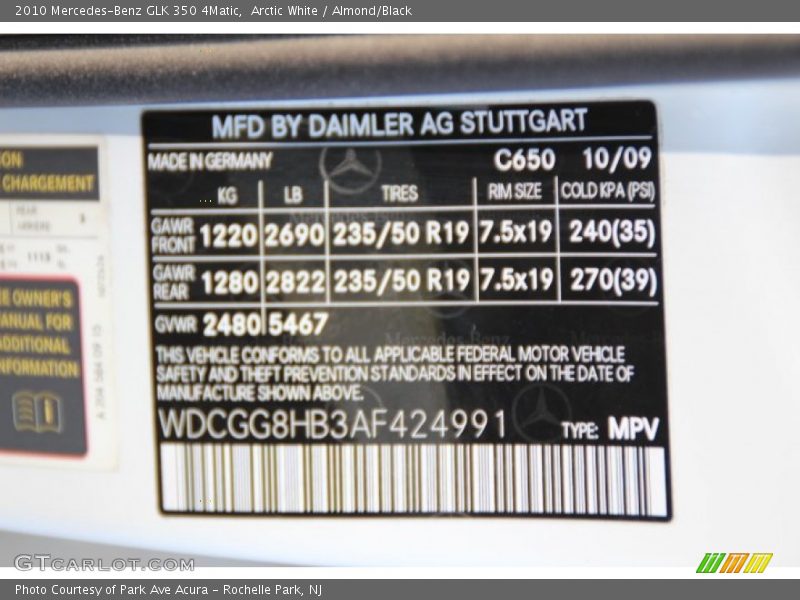 2010 Mercedes-Benz GLK 350 4Matic, Arctic White / Almond/Black
MFD BY DAIMLER AG STUTTGART
MADE IN GERMANY C650 10/09
KG LB TIRES RIM SIZE COLD KPA (PSI)
GAWR FRONT 1220 2690 235/50 R19 7.5x19 240(35)
GAWR REAR 1280 2822 235/50 R19 7.5x19 270(39)
GVWR 2480 5467
THIS VEHICLE CONFORMS TO ALL APPLICABLE FEDERAL MOTOR VEHICLE
SAFETY AND THEFT PREVENTION STANDARDS IN EFFECT ON THE DATE OF
MANUFACTURE SHOWN ABOVE.
WDCGG8HB3AF424991 TYPE: MPV
ON
CHARGEMENT
EE OWNER'S
ANUAL FOR
ADDITIONAL
NFORMATION
GTCARLOT.COM
Photo Courtesy of Park Ave Acura - Rochelle Park, NJ